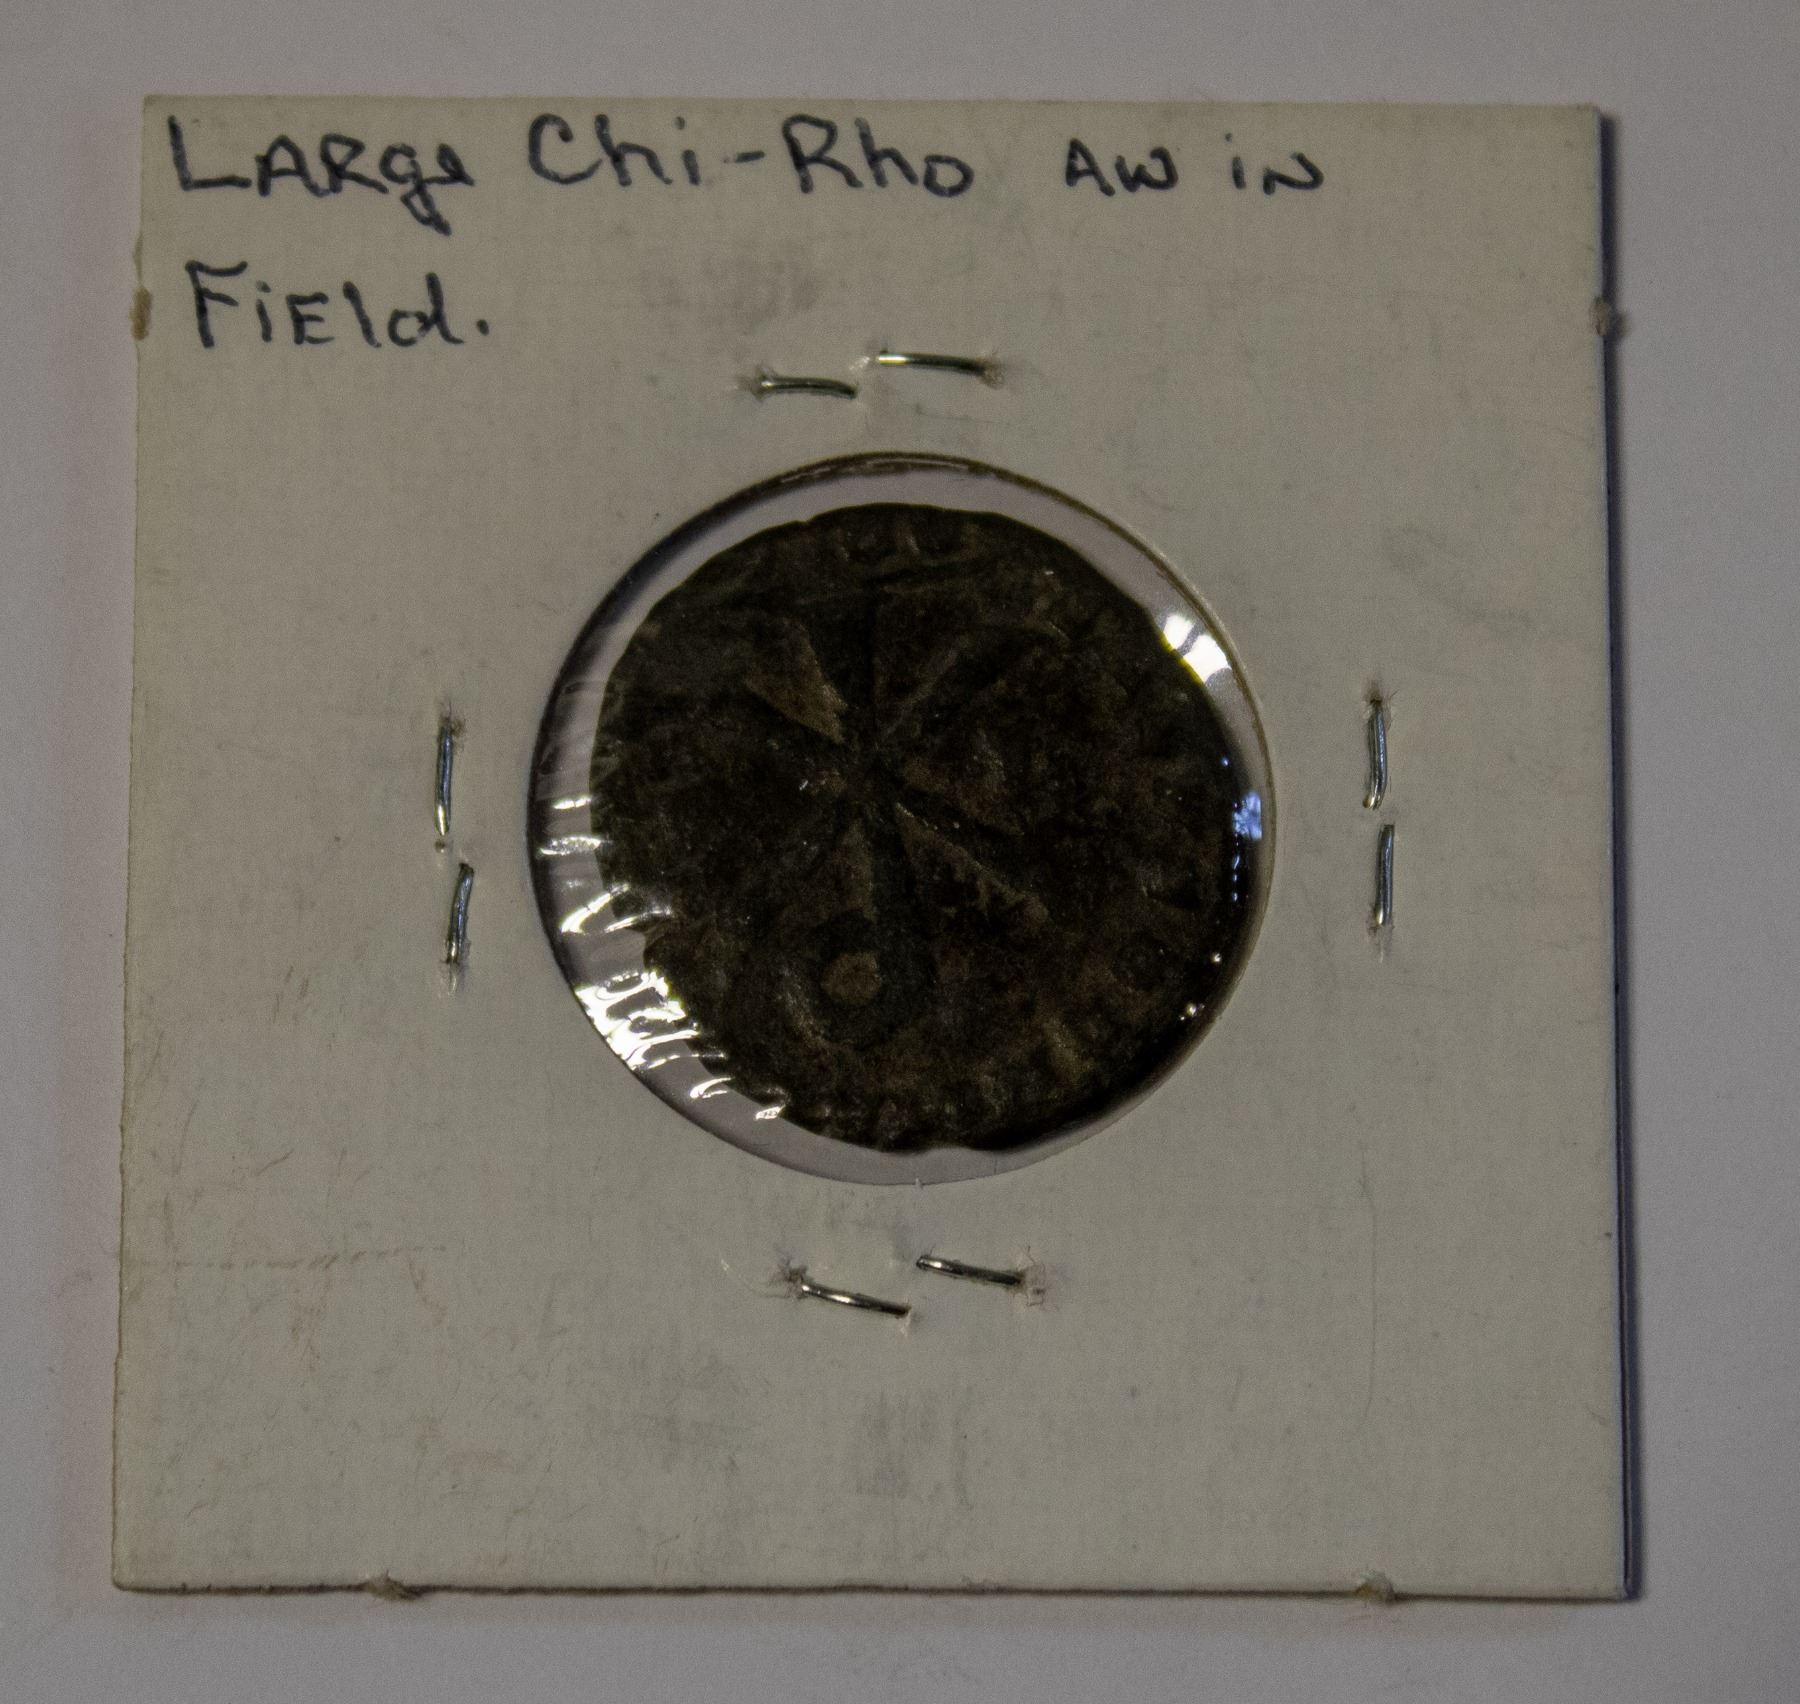 LARge Chi-Rho AW iN
FiEld.